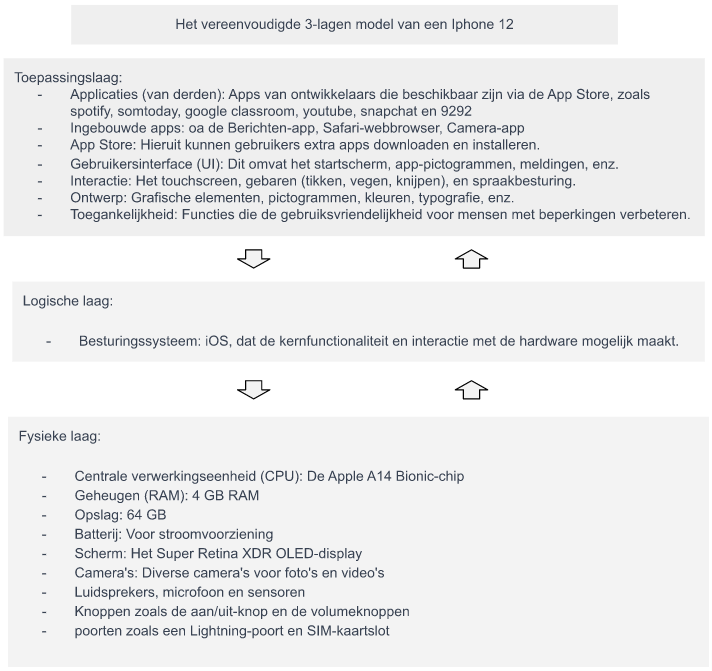 Het vereenvoudigde 3-lagen model van een Iphone 12
Toepassingslaag:
- Applicaties (van derden): Apps van ontwikkelaars die beschikbaar zijn via de App Store, zoals
spotify, somtoday, google classroom, youtube, snapchat en 9292
- Ingebouwde apps: oa de Berichten-app, Safari-webbrowser, Camera-app
- App Store: Hieruit kunnen gebruikers extra apps downloaden en installeren.
- Gebruikersinterface (UI): Dit omvat het startscherm, app-pictogrammen, meldingen, enz.
- Interactie: Het touchscreen, gebaren (tikken, vegen, knijpen), en spraakbesturing.
- Ontwerp: Grafische elementen, pictogrammen, kleuren, typografie, enz.
- Toegankelijkheid: Functies die de gebruiksvriendelijkheid voor mensen met beperkingen verbeteren.
Logische laag:
- Besturingssysteem: iOS, dat de kernfunctionaliteit en interactie met de hardware mogelijk maakt.
Fysieke laag:
- Centrale verwerkingseenheid (CPU): De Apple A14 Bionic-chip
- Geheugen (RAM): 4 GB RAM
- Opslag: 64 GB
- Batterij: Voor stroomvoorziening
- Scherm: Het Super Retina XDR OLED-display
- Camera's: Diverse camera's voor foto's en video's
- Luidsprekers, microfoon en sensoren
- Knoppen zoals de aan/uit-knop en de volumeknoppen
- poorten zoals een Lightning-poort en SIM-kaartslot